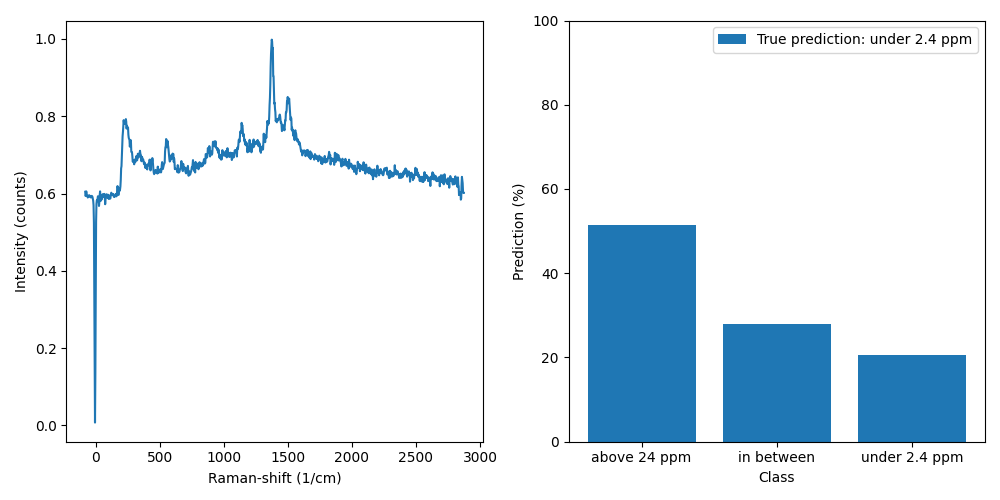 1.0
0.8
0.6
0.4
0.2
0.0
0
500
1000
1500
2000
2500
3000
Raman-shift (1/cm)
Intensity (counts)
True prediction: under 2.4 ppm
100
80
60
40
20
0
above 24 ppm
in between
under 2.4 ppm
Class
Prediction (%)